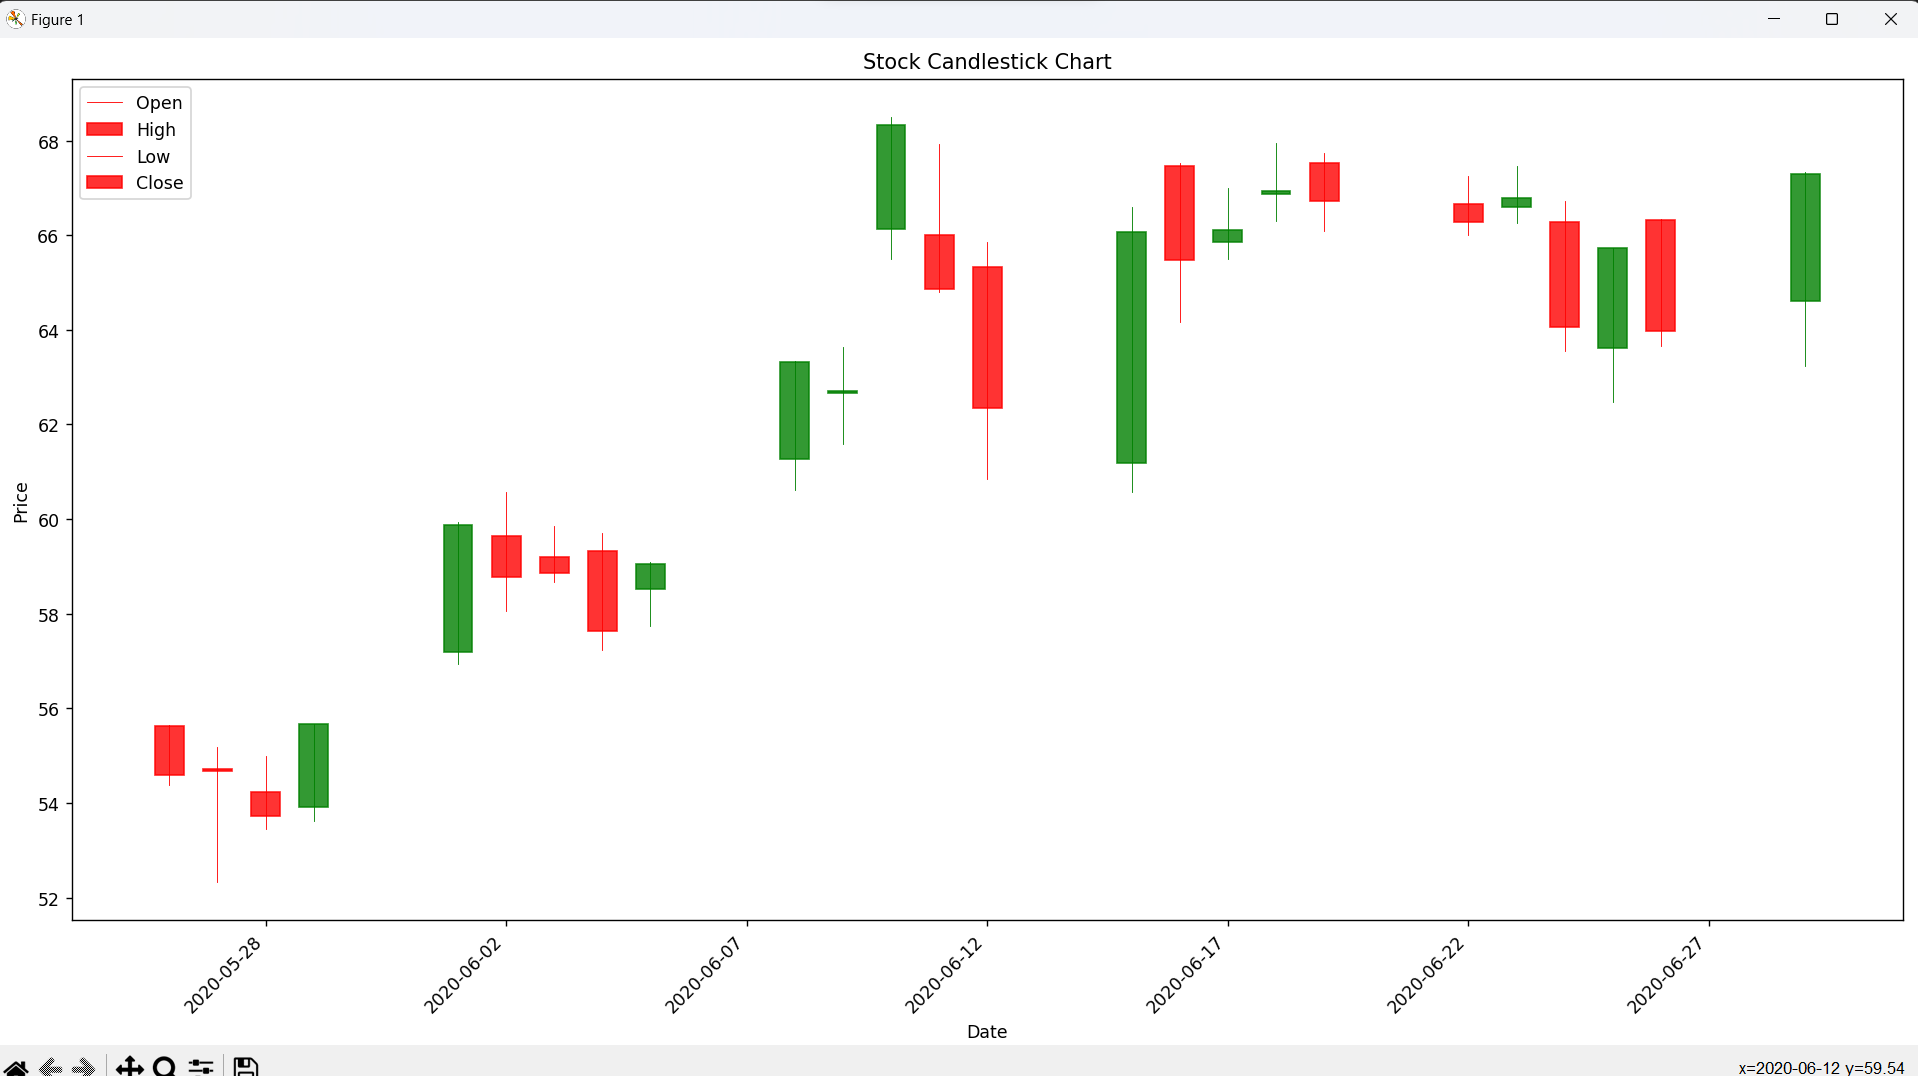 Figure 1
Stock Candlestick Chart
Open
High
Low
Close
68
66
64
62
60
58
56
54
52
Price
2020-05-28
2020-06-02
2020-06-07
2020-06-12
2020-06-17
2020-06-22
2020-06-27
Date
x=2020-06-12 y=59.54